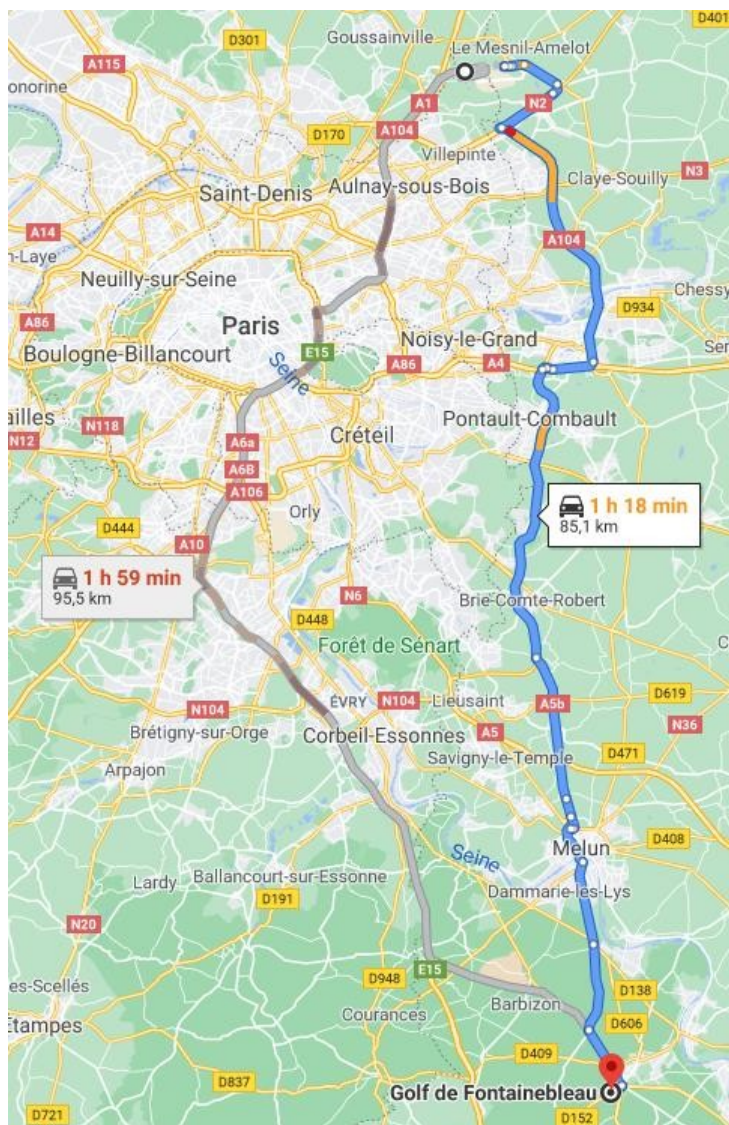 D401
Goussainville
D301
Le Mesnil-Amelot
A115
onorine
A1
N2
A104
D170
Villepinte
N3
Aulnay-sous-Bois
Claye-Souilly
Saint-Denis
A14
A104
n-Laye
Neuilly-sur-Seine
Chessy
D934
A86
Paris
Noisy-le-Grand
Boulogne-Billancourt
E15
Seine
A86
A4
Ser
ailles
N118
Pontault-Combault
N12
Créteil
A6a
A6B
A106
D444
Orly
1 h 18 min
85,1 km
A10
1 h 59 min
95,5 km
N6
Brie-Comte-Robert
D448
Forêt de Sénart
C
N104
ÉVRY
N104
Lieusaint
D619
A5b
N36
Brétigny-sur-Orge
Corbeil-Essonnes
A5
Savigny-le-Temple
D471
Arpajon
Seine
Melun
D408
Lardy
Ballancourt-sur-Essonne
D191
Dammarie-les-Lys
N20
E15
D948
es-Scellés
D138
Barbizon
Courances
Étampes
D606
D409
D837
Golf de Fontainebleau
D721
D152